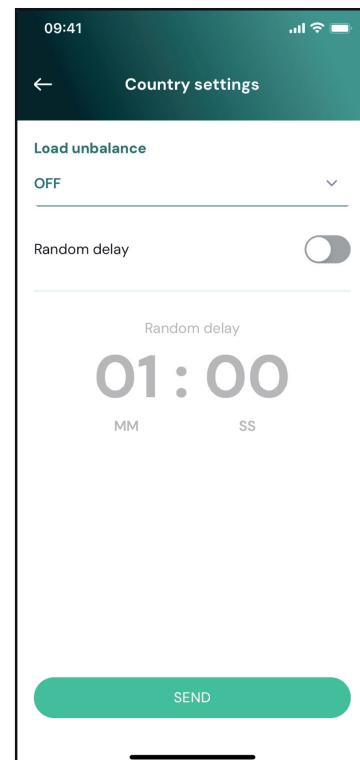 09:41
Country settings
Load unbalance
OFF
Random delay
Random delay
01 : 00
MM SS
SEND